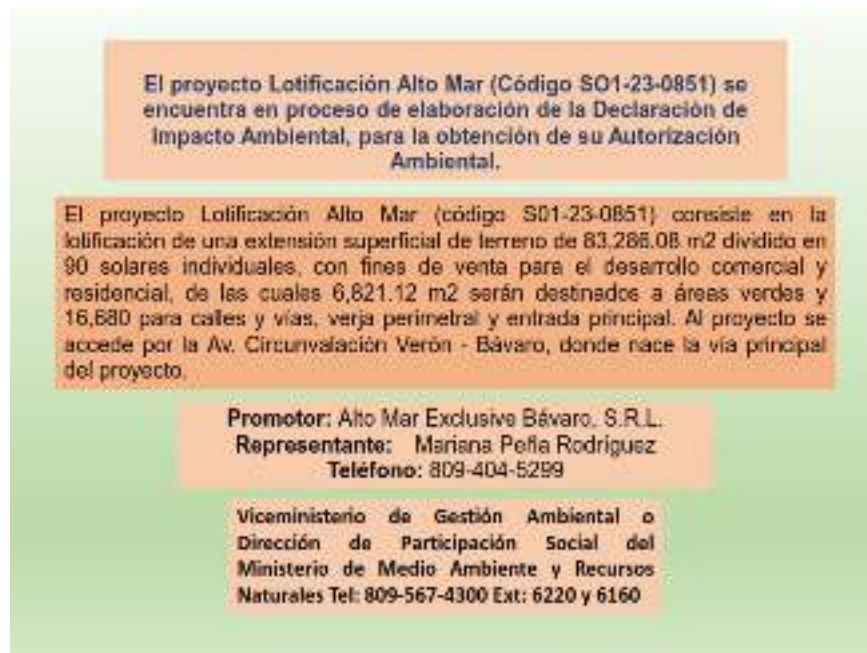 El proyecto Lotificación Alto Mar (Código SO1-23-0851) se
encuentra en proceso de elaboración de la Declaración de
Impacto Ambiental, para la obtención de su Autorización
Ambiental.
El proyecto Lotificación Alto Mar (código S01-23-0851) consiste en la
lotificación de una extensión superficial de terreno de 83,286.08 m2 dividido en
90 solares individuales, con fines de venta para el desarrollo comercial y
residencial, de las cuales 6,821.12 m2 serán destinados a áreas verdes y
16,680 para calles y vías, verja perimetral y entrada principal. Al proyecto se
accede por la Av. Circunvalación Verón - Bávaro, donde nace la vía principal
del proyecto.
Promotor: Alto Mar Exclusive Bávaro, S.R.L.
Representante: Mariana Peña Rodríguez
Teléfono: 809-404-5299
Viceministerio de Gestión Ambiental o
Dirección de Participación Social del
Ministerio de Medio Ambiente y Recursos
Naturales Tel: 809-567-4300 Ext: 6220 y 6160